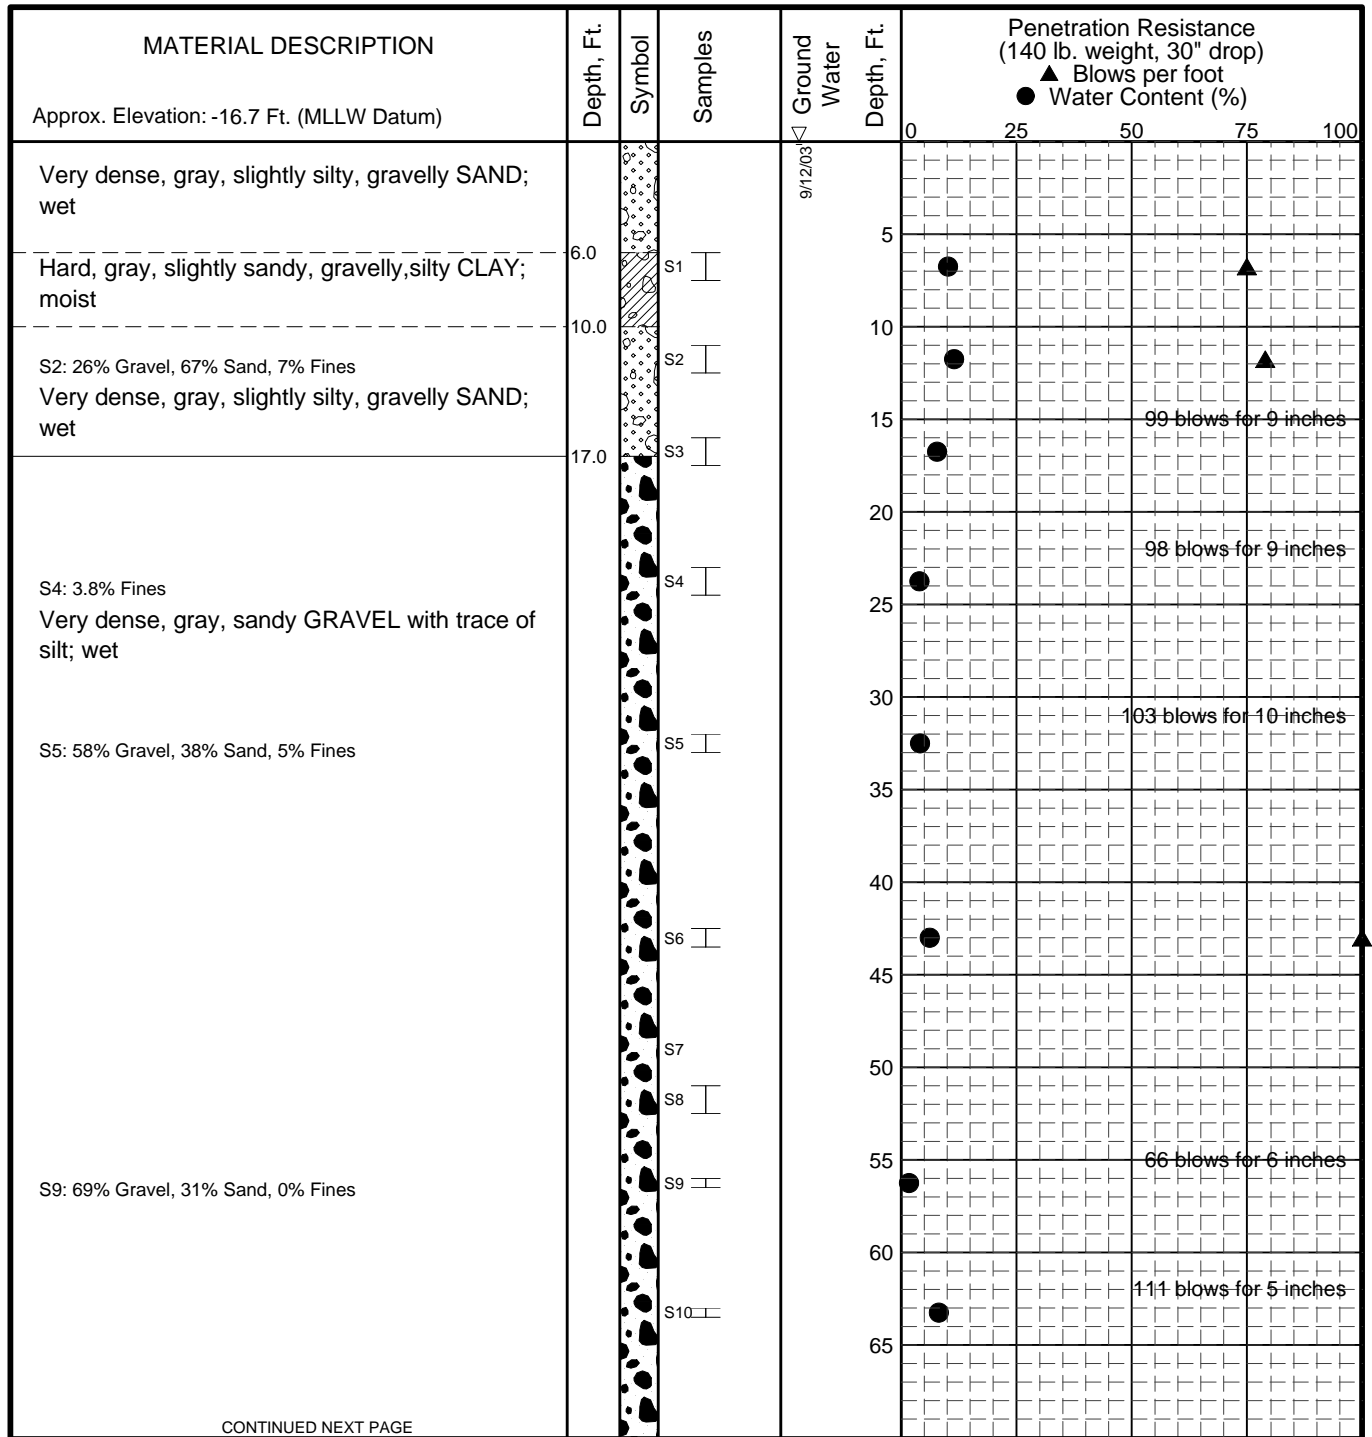 MATERIAL DESCRIPTION
Approx. Elevation: -16.7 Ft. (MLLW Datum)
Depth, Ft.
Symbol
Samples
Ground
Water
Depth, Ft.
Penetration Resistance
(140 lb. weight, 30" drop)
▲ Blows per foot
● Water Content (%)
0 25 50 75 100
9/12/03
Very dense, gray, slightly silty, gravelly SAND;
wet
5
6.0
Hard, gray, slightly sandy, gravelly,silty CLAY;
moist
S1
10.0
10
S2: 26% Gravel, 67% Sand, 7% Fines
S2
Very dense, gray, slightly silty, gravelly SAND;
wet
15
99 blows for 9 inches
17.0
S3
20
98 blows for 9 inches
S4: 3.8% Fines
S4
25
Very dense, gray, sandy GRAVEL with trace of
silt; wet
30
103 blows for 10 inches
S5: 58% Gravel, 38% Sand, 5% Fines
S5
35
40
S6
45
S7
50
S8
55
66 blows for 6 inches
S9: 69% Gravel, 31% Sand, 0% Fines
S9
60
111 blows for 5 inches
S10
65
CONTINUED NEXT PAGE